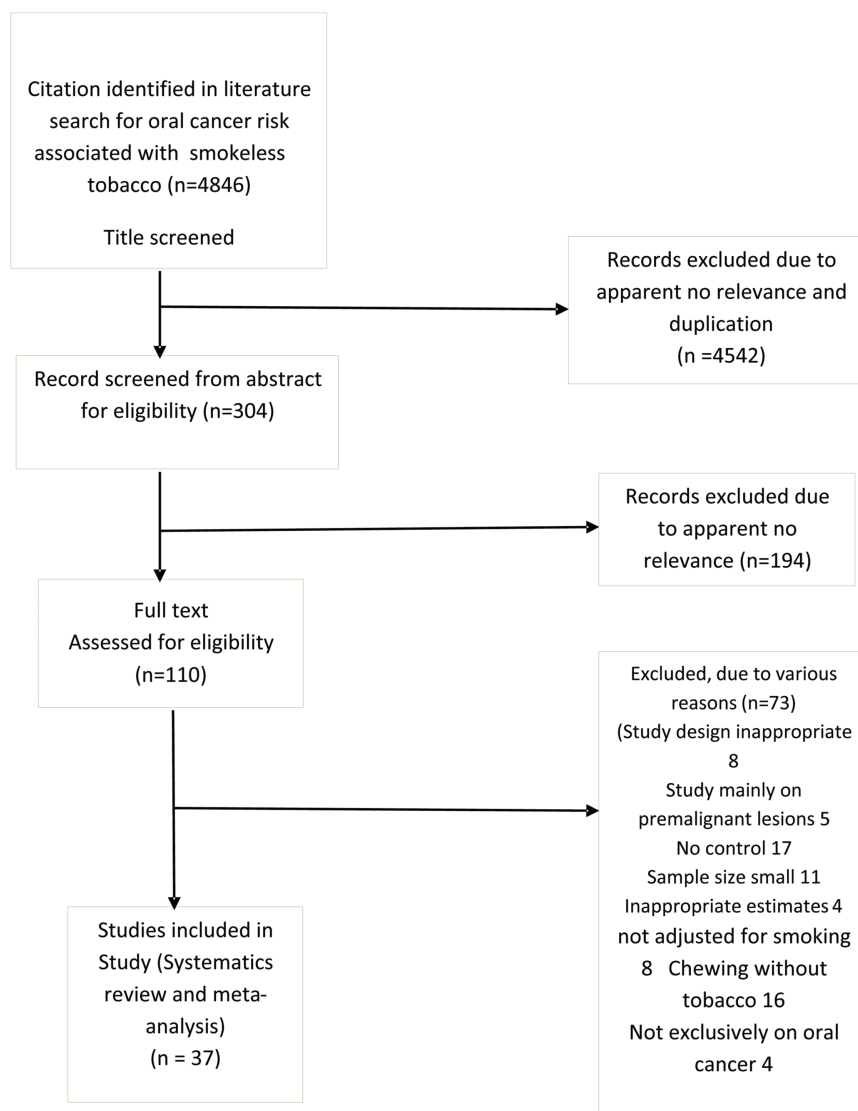 Citation identified in literature
search for oral cancer risk
associated with smokeless
tobacco (n=4846)
Title screened
Records excluded due to
apparent no relevance and
duplication
(n =4542)
Record screened from abstract
for eligibility (n=304)
Records excluded due
to apparent no
relevance (n=194)
Full text
Assessed for eligibility
(n=110)
Excluded, due to various
reasons (n=73)
(Study design inappropriate
8
Study mainly on
premalignant lesions 5
No control 17
Sample size small 11
Inappropriate estimates 4
not adjusted for smoking
8 Chewing without
tobacco 16
Not exclusively on oral
cancer 4
Studies included in
Study (Systematics
review and meta-
analysis)
(n = 37)